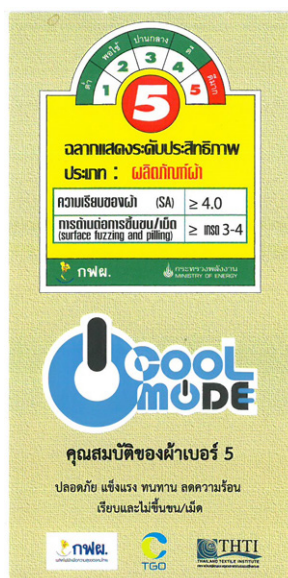 ต่ำ พอใช้ ปานกลาง ดี ดีมาก
1 2 3 4 5
5
ฉลากแสดงระดับประสิทธิภาพ
ประเภท : ผลิตภัณฑ์ผ้า
ความเรียบของผ้า (SA) ≥ 4.0
การต้านต่อการขึ้นขน/เม็ด ≥ เกรด 3-4
(surface fuzzing and pilling)
กฟผ. กระทรวงพลังงาน
MINISTRY OF ENERGY
COOL
MODE
คุณสมบัติของผ้าเบอร์ 5
ปลอดภัย แข็งแรง ทนทาน ลดความร้อน
เรียบและไม่ขึ้นขน/เม็ด
กฟผ. TGO THTI
THAILAND TEXTILE INSTITUTE